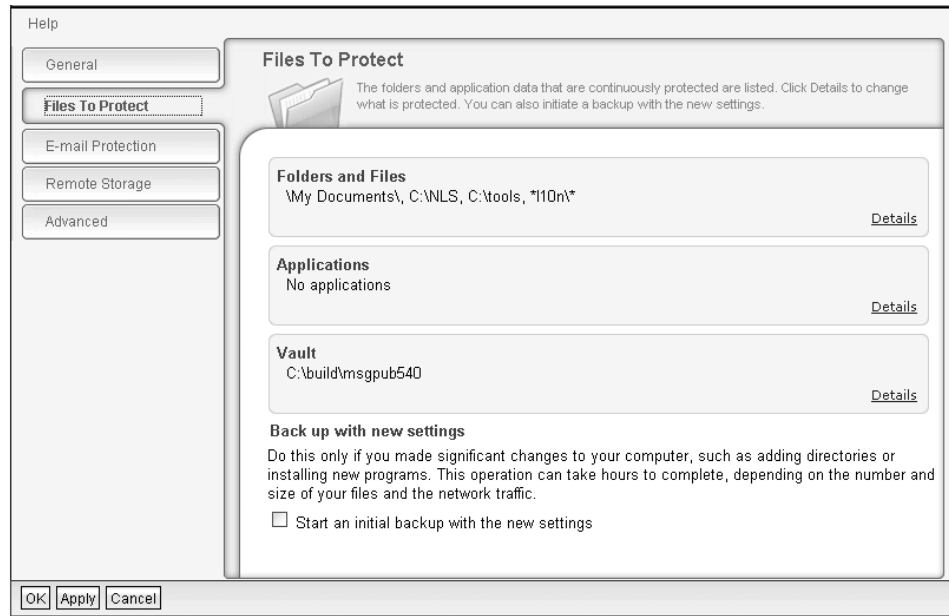 Help
General
Files To Protect
E-mail Protection
Remote Storage
Advanced
Files To Protect
The folders and application data that are continuously protected are listed. Click Details to change
what is protected. You can also initiate a backup with the new settings.
Folders and Files
\My Documents\, C:\NLS, C:\tools, *l10n\*
Details
Applications
No applications
Details
Vault
C:\build\msgpub540
Details
Back up with new settings
Do this only if you made significant changes to your computer, such as adding directories or
installing new programs. This operation can take hours to complete, depending on the number and
size of your files and the network traffic.
Start an initial backup with the new settings
OK Apply Cancel